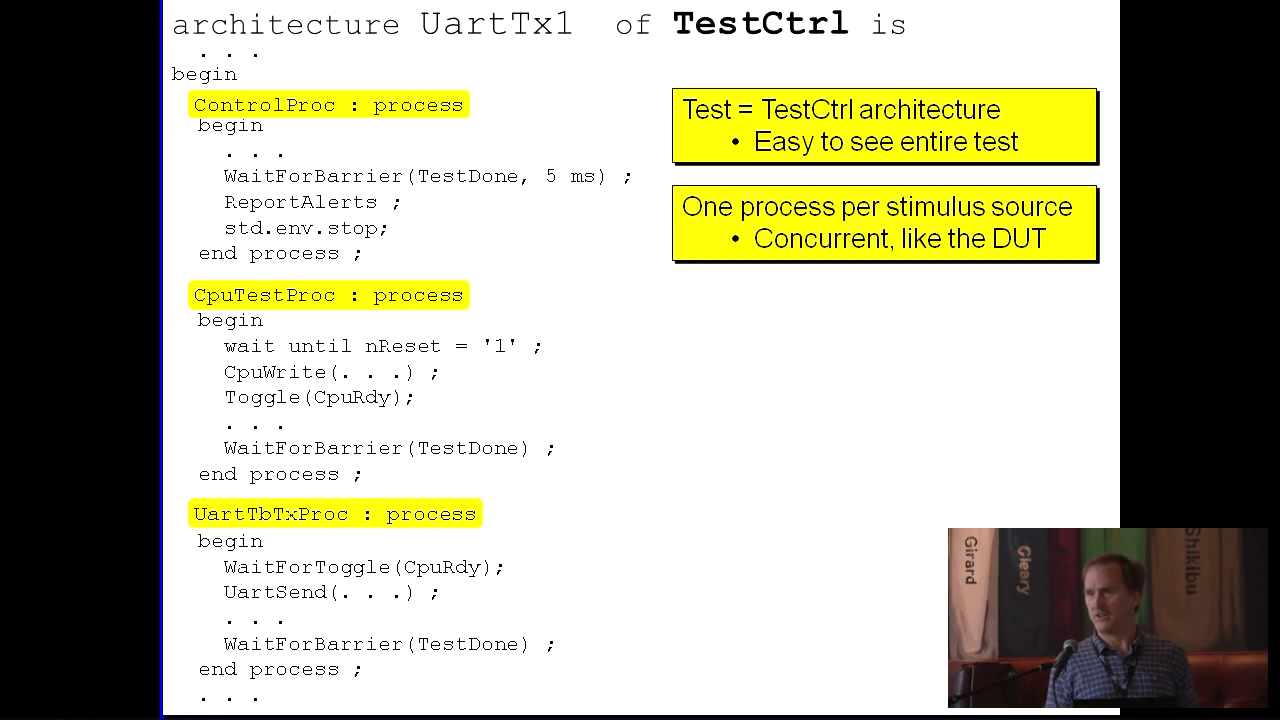 architecture UartTx1 of TestCtrl is
. . .
begin
ControlProc : process
begin
. . .
WaitForBarrier(TestDone, 5 ms) ;
ReportAlerts ;
std.env.stop;
end process ;
CpuTestProc : process
begin
wait until nReset = '1' ;
CpuWrite(. . .) ;
Toggle(CpuRdy);
. . .
WaitForBarrier(TestDone) ;
end process ;
UartTbTxProc : process
begin
WaitForToggle(CpuRdy);
UartSend(. . .) ;
. . .
WaitForBarrier(TestDone) ;
end process ;
. . .
Test = TestCtrl architecture
• Easy to see entire test
One process per stimulus source
• Concurrent, like the DUT
Girard
Cleary
Shikibu